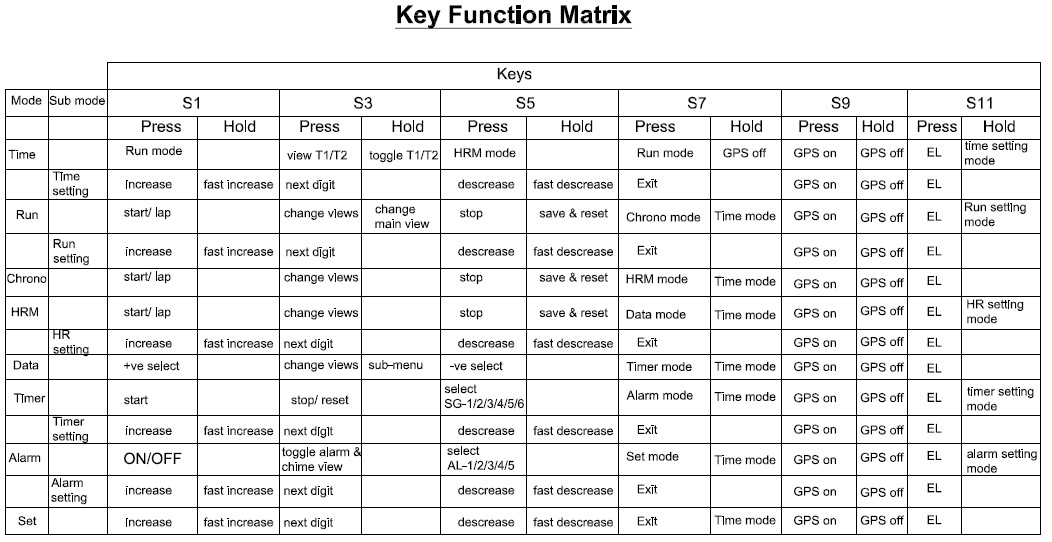 Key Function Matrix
Keys
Mode Sub mode S1 S3 S5 S7 S9 S11
Press Hold Press Hold Press Hold Press Hold Press Hold Press Hold
Time Run mode view T1/T2 toggle T1/T2 HRM mode Run mode GPS off GPS on GPS off EL time setting
mode
Time
setting increase fast increase next digit descrease fast descrease Exit GPS on GPS off EL
Run start/ lap change views change
main view stop save & reset Chrono mode Time mode GPS on GPS off EL Run setting
mode
Run
setting increase fast increase next digit descrease fast descrease Exit GPS on GPS off EL
Chrono start/ lap change views stop save & reset HRM mode Time mode GPS on GPS off EL
HRM start/ lap change views stop save & reset Data mode Time mode GPS on GPS off EL HR setting
mode
HR
setting increase fast increase next digit descrease fast descrease Exit GPS on GPS off EL
Data +ve select change views sub-menu -ve select Timer mode Time mode GPS on GPS off EL
Timer start stop/ reset select
SG-1/2/3/4/5/6 Alarm mode Time mode GPS on GPS off EL timer setting
mode
Timer
setting increase fast increase next digit descrease fast descrease Exit GPS on GPS off EL
Alarm ON/OFF toggle alarm &
chime view select
AL-1/2/3/4/5 Set mode Time mode GPS on GPS off EL alarm setting
mode
Alarm
setting increase fast increase next digit descrease fast descrease Exit GPS on GPS off EL
Set increase fast increase next digit descrease fast descrease Exit Time mode GPS on GPS off EL